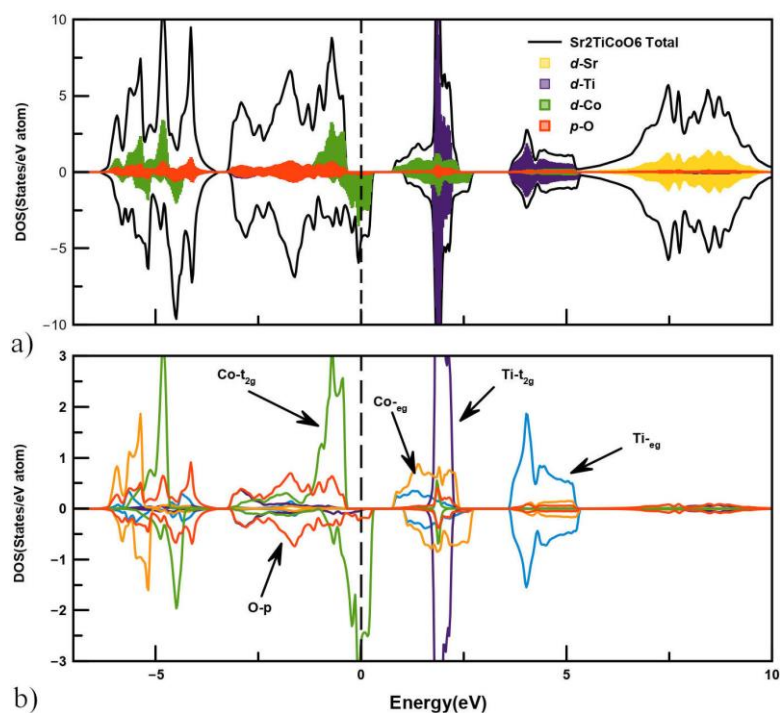 10
5
0
−5
−10
DOS(States/eV atom)
Sr2TiCoO6 Total
d-Sr
d-Ti
d-Co
p-O
a)
3
2
1
0
−1
−2
−3
DOS(States/eV atom)
Co-t2g
Co-eg
Ti-t2g
Ti-eg
O-p
−5
0
5
10
Energy(eV)
b)